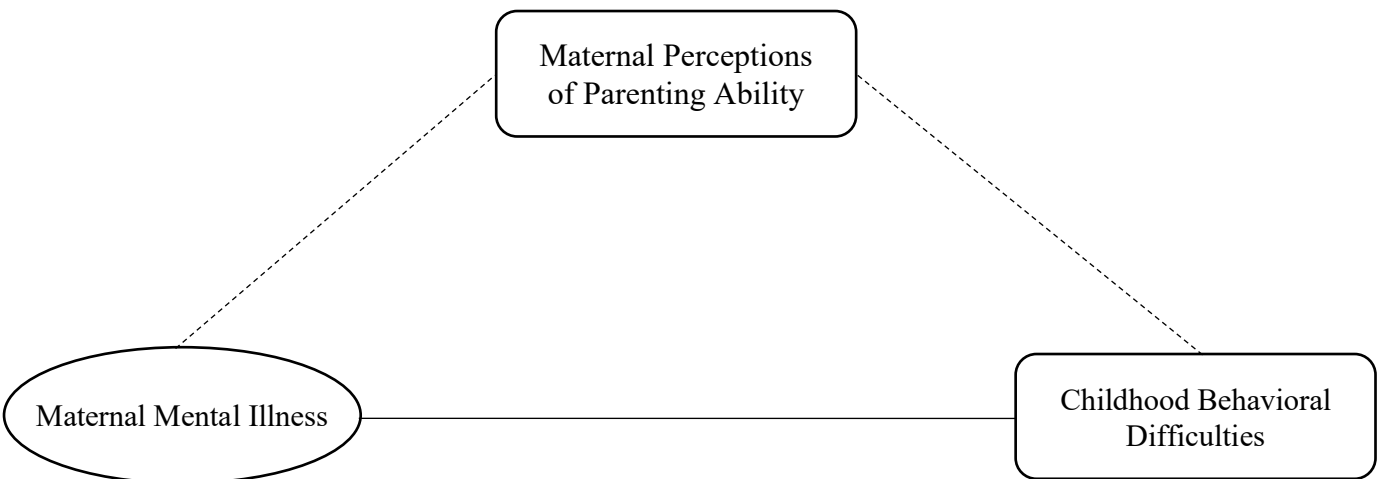 Maternal Perceptions
of Parenting Ability
Maternal Mental Illness
Childhood Behavioral
Difficulties